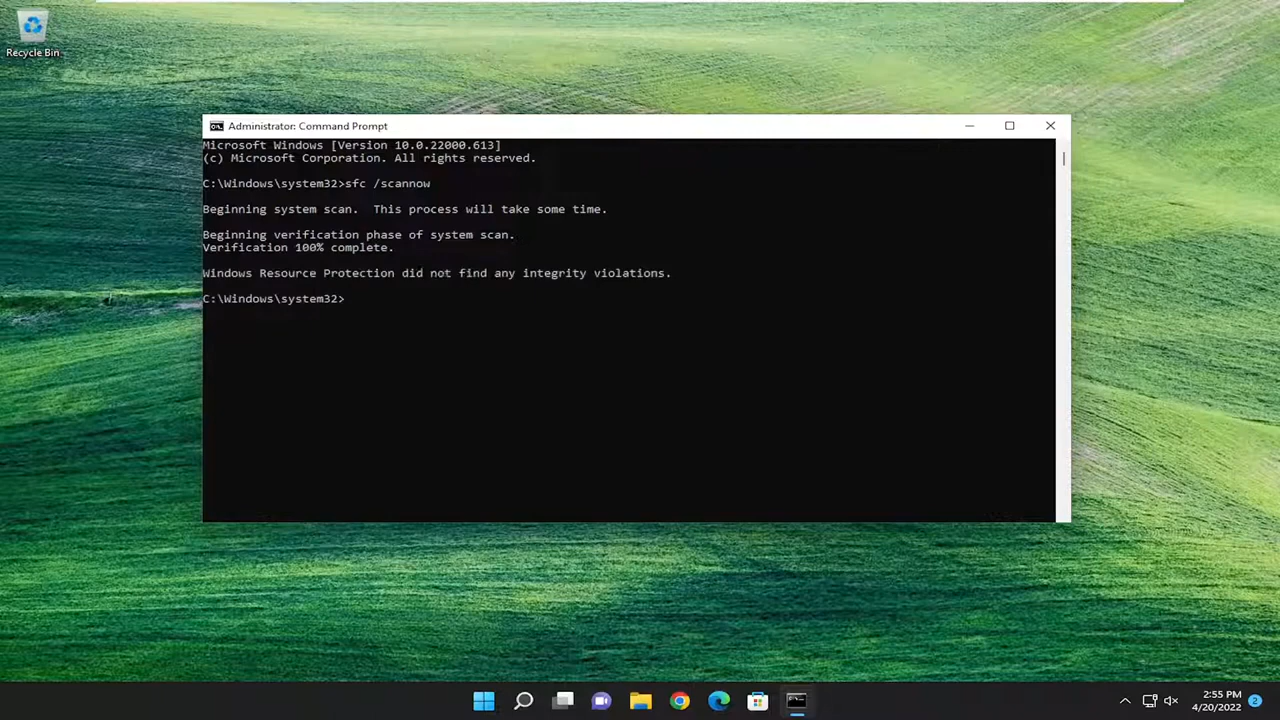 Recycle Bin
Administrator: Command Prompt
Microsoft Windows [Version 10.0.22000.613]
(c) Microsoft Corporation. All rights reserved.
C:\Windows\system32>sfc /scannow
Beginning system scan.  This process will take some time.
Beginning verification phase of system scan.
Verification 100% complete.
Windows Resource Protection did not find any integrity violations.
C:\Windows\system32>
2:55 PM
4/20/2022
2